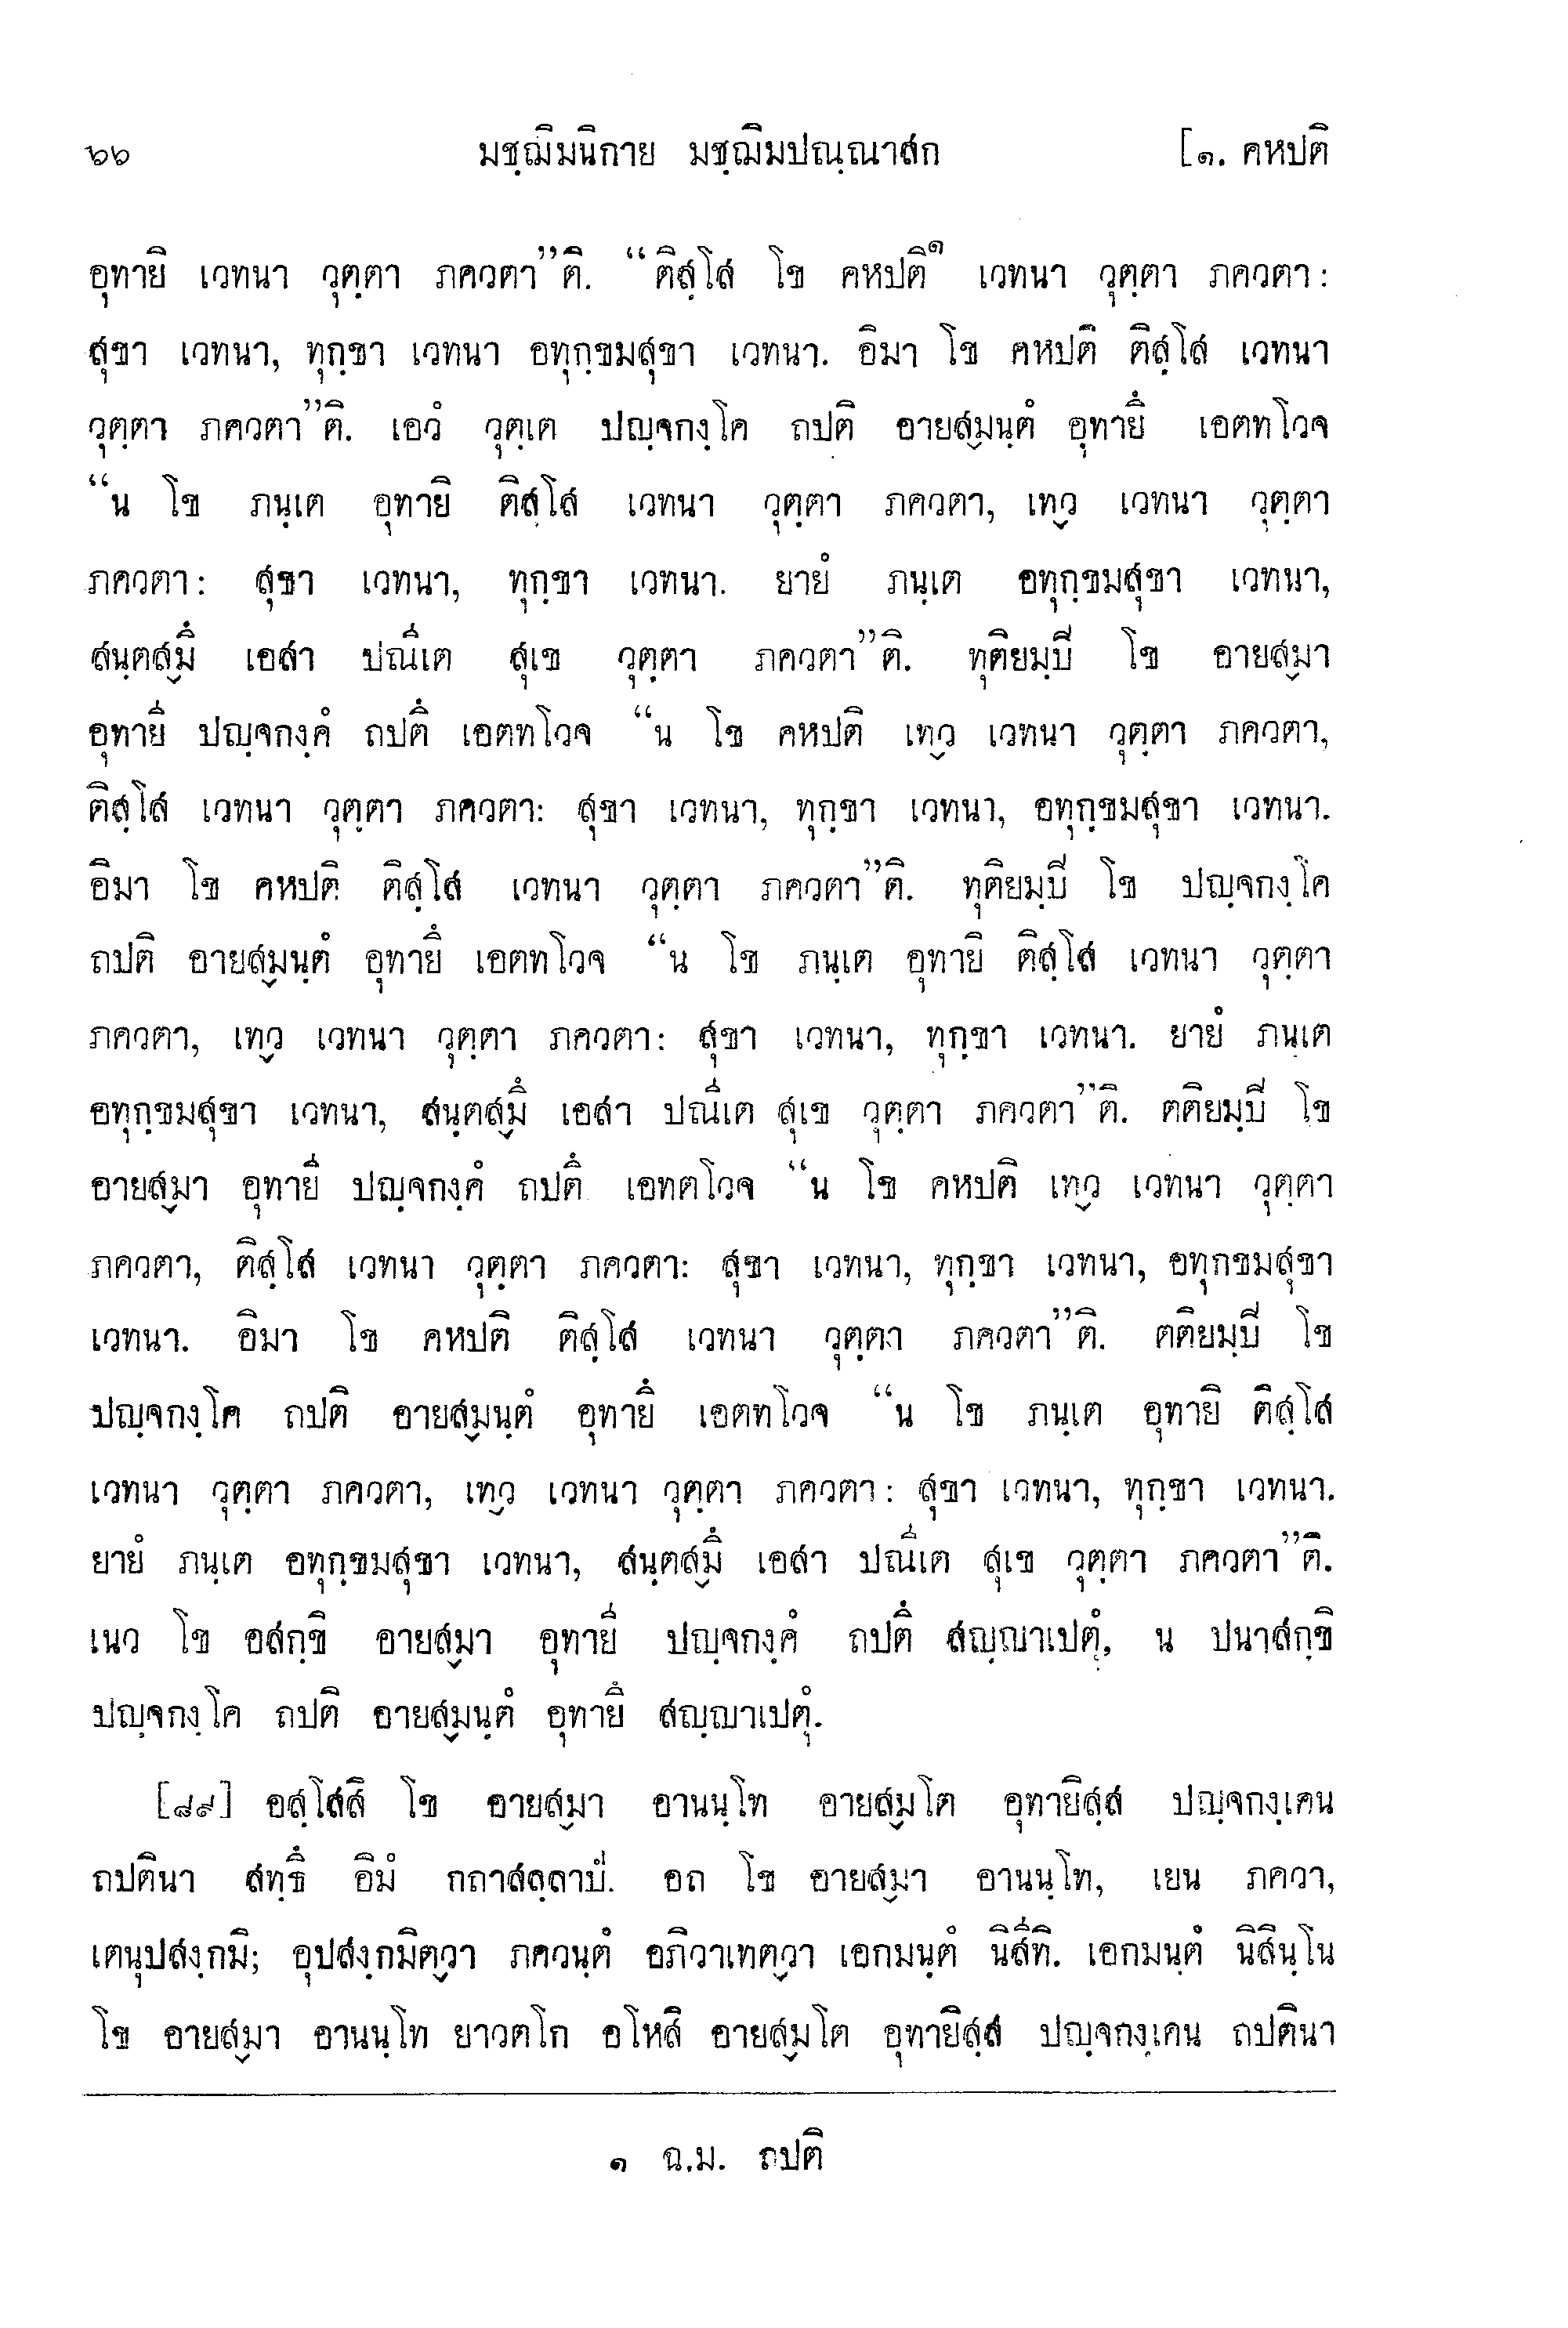 ๖๖ มชฺฌิมนิกาย มชฺฌิมปณฺณาสก [๑. คหปติ
อุทายิ เวทนา วุตฺตา ภควตา”ติ. “ติสฺโส โข คหปติ๑ เวทนา วุตฺตา ภควตา:
สุขา เวทนา, ทุกฺขา เวทนา อทุกฺขมสุขา เวทนา. อิมา โข คหปติ ติสฺโส เวทนา
วุตฺตา ภควตา”ติ. เอวํ วุตฺเต ปญฺจกงฺโค ถปติ อายสฺมนฺตํ อุทายึ เอตทโวจ
“น โข ภนฺเต อุทายิ ติสฺโส เวทนา วุตฺตา ภควตา, เทฺว เวทนา วุตฺตา
ภควตา: สุขา เวทนา, ทุกฺขา เวทนา. ยายํ ภนฺเต อทุกฺขมสุขา เวทนา,
สนฺตสฺมึ เอสา ปณีเต สุเข วุตฺตา ภควตา”ติ. ทุติยมฺปี โข อายสฺมา
อุทายี ปญฺจกงฺคํ ถปตึ เอตทโวจ “น โข คหปติ เทฺว เวทนา วุตฺตา ภควตา,
ติสฺโส เวทนา วุตฺตา ภควตา: สุขา เวทนา, ทุกฺขา เวทนา, อทุกฺขมสุขา เวทนา.
อิมา โข คหปติ ติสฺโส เวทนา วุตฺตา ภควตา”ติ. ทุติยมฺปี โข ปญฺจกงฺโค
ถปติ อายสฺมนฺตํ อุทายึ เอตทโวจ “น โข ภนฺเต อุทายิ ติสฺโส เวทนา วุตฺตา
ภควตา, เทฺว เวทนา วุตฺตา ภควตา: สุขา เวทนา, ทุกฺขา เวทนา. ยายํ ภนฺเต
อทุกฺขมสุขา เวทนา, สนฺตสฺมึ เอสา ปณีเต สุเข วุตฺตา ภควตา”ติ. ตติยมฺปี โข
อายสฺมา อุทายี ปญฺจกงฺคํ ถปตึ เอทตโวจ “น โข คหปติ เทฺว เวทนา วุตฺตา
ภควตา, ติสฺโส เวทนา วุตฺตา ภควตา: สุขา เวทนา, ทุกฺขา เวทนา, อทุกขมสุขา
เวทนา. อิมา โข คหปติ ติสฺโส เวทนา วุตฺตา ภควตา”ติ. ตติยมฺปี โข
ปญฺจกงฺโค ถปติ อายสฺมนฺตํ อุทายึ เอตทโวจ “น โข ภนฺเต อุทายิ ติสฺโส
เวทนา วุตฺตา ภควตา, เทฺว เวทนา วุตฺตา ภควตา: สุขา เวทนา, ทุกฺขา เวทนา.
ยายํ ภนฺเต อทุกฺขมสุขา เวทนา, สนฺตสฺมึ เอสา ปณีเต สุเข วุตฺตา ภควตา”ติ.
เนว โข อสกฺขิ อายสฺมา อุทายี ปญฺจกงฺคํ ถปตึ สญฺญาเปตุํ, น ปนาสกฺขิ
ปญฺจกงฺโค ถปติ อายสฺมนฺตํ อุทายึ สญฺญาเปตุํ.
[๘๙] อสฺโสสิ โข อายสฺมา อานนฺโท อายสฺมโต อุทายิสฺส ปญฺจกงฺเคน
ถปตินา สทฺธึ อิมํ กถาสลฺลาปํ. อถ โข อายสฺมา อานนฺโท, เยน ภควา,
เตนุปสงฺกมิ; อุปสงฺกมิตฺวา ภควนฺตํ อภิวาเทตฺวา เอกมนฺตํ นิสีทิ. เอกมนฺตํ นิสินฺโน
โข อายสฺมา อานนฺโท ยาวตโก อโหสิ อายสฺมโต อุทายิสฺส ปญฺจกงฺเคน ถปตินา
๑ ฉ.ม. ถปติ